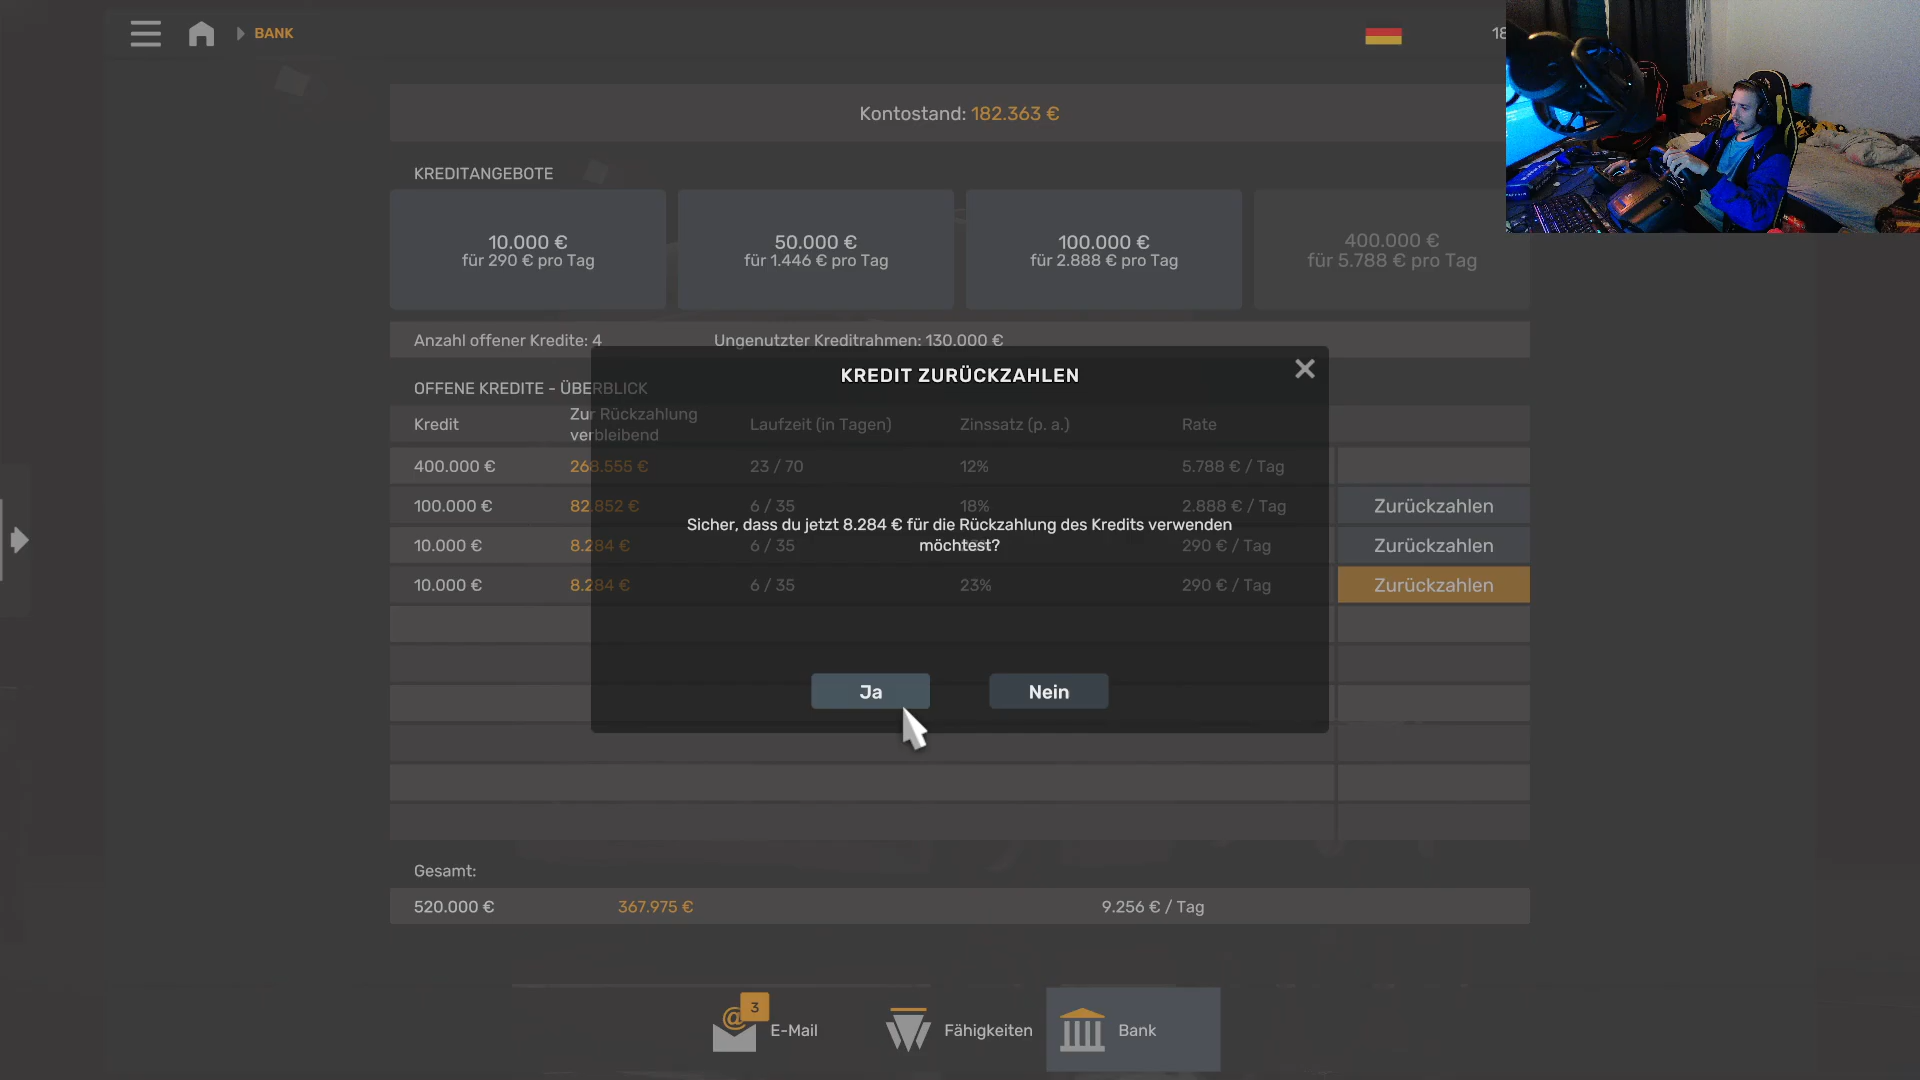 BANK
18
Kontostand: 182.363 €
KREDITANGEBOTE
10.000 €
für 290 € pro Tag
50.000 €
für 1.446 € pro Tag
100.000 €
für 2.888 € pro Tag
400.000 €
für 5.788 € pro Tag
Anzahl offener Kredite: 4
Ungenutzter Kreditrahmen: 130.000 €
KREDIT ZURÜCKZAHLEN
OFFENE KREDITE - ÜBERBLICK
Kredit
Zur Rückzahlung
verbleibend
Laufzeit (in Tagen)
Zinssatz (p. a.)
Rate
400.000 € 268.555 € 23 / 70 12% 5.788 € / Tag
100.000 € 82.852 € 6 / 35 18% 2.888 € / Tag Zurückzahlen
Sicher, dass du jetzt 8.284 € für die Rückzahlung des Kredits verwenden
möchtest?
10.000 € 8.284 € 6 / 35 290 € / Tag Zurückzahlen
10.000 € 8.284 € 6 / 35 23% 290 € / Tag Zurückzahlen
Ja
Nein
Gesamt:
520.000 € 367.975 € 9.256 € / Tag
3
E-Mail
Fähigkeiten
Bank